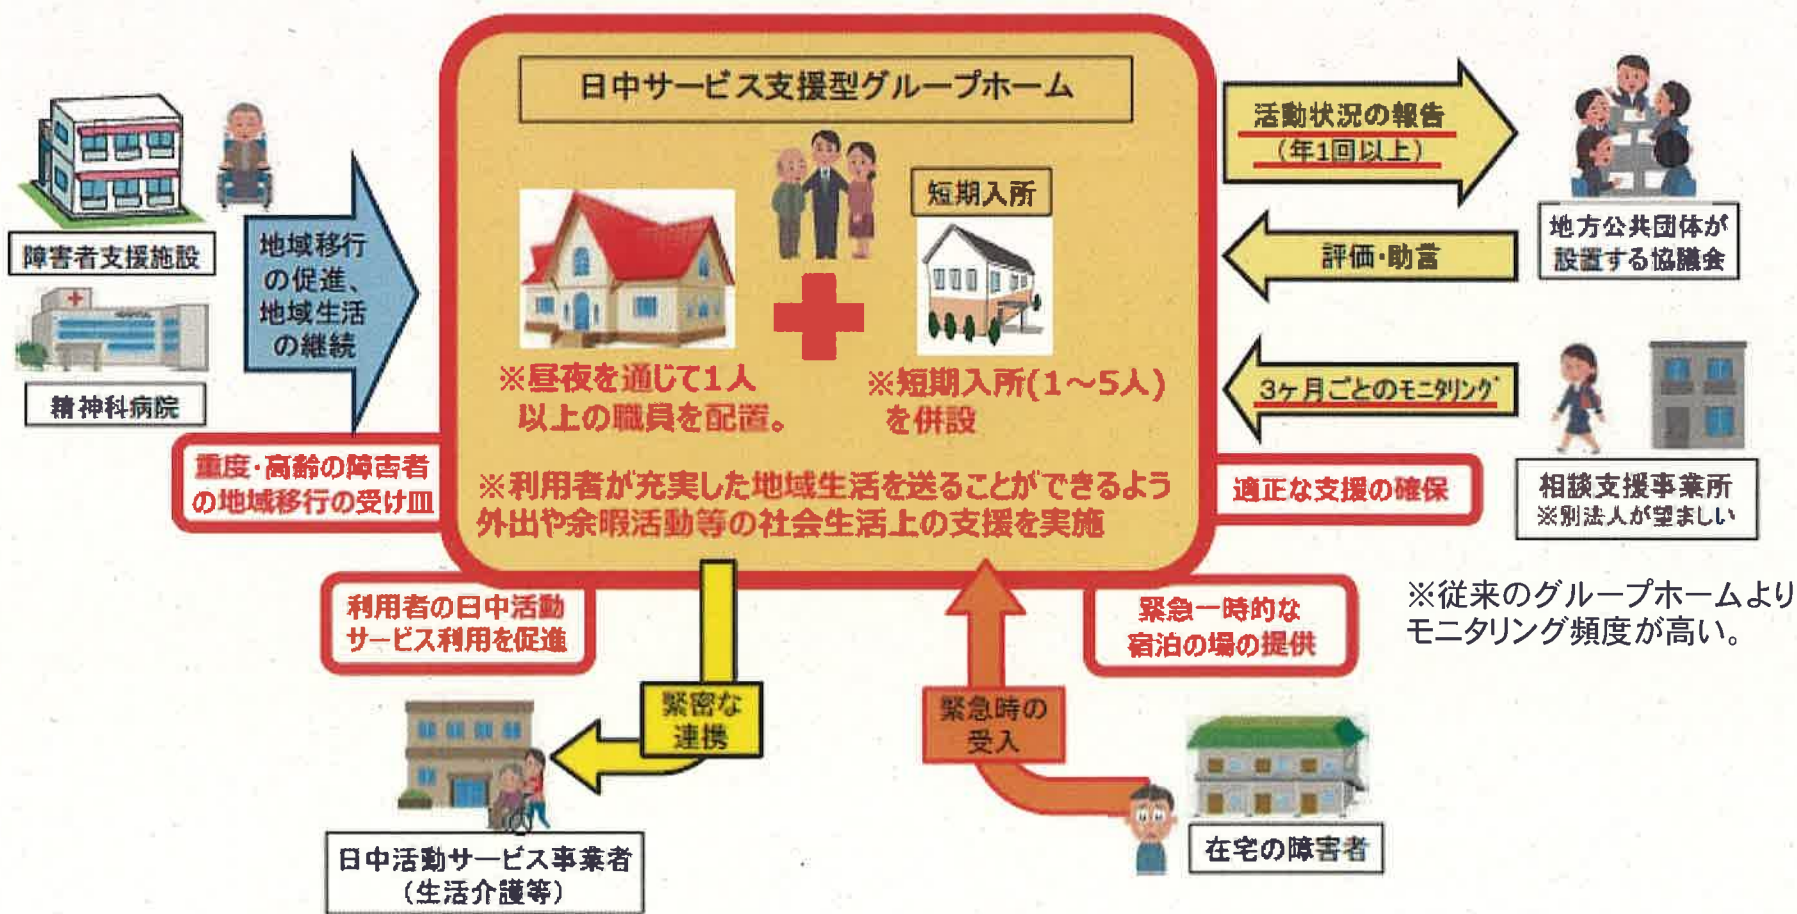 日中サービス支援型グループホーム
障害者支援施設
精神科病院
地域移行
の促進、
地域生活
の継続
短期入所
※昼夜を通じて1人
以上の職員を配置。
※短期入所(1~5人)
を併設
※利用者が充実した地域生活を送ることができるよう
外出や余暇活動等の社会生活上の支援を実施
活動状況の報告
(年1回以上)
評価・助言
3ヶ月ごとのモニタリング
地方公共団体が
設置する協議会
相談支援事業所
※別法人が望ましい
重度・高齢の障害者
の地域移行の受け皿
適正な支援の確保
利用者の日中活動
サービス利用を促進
緊急一時的な
宿泊の場の提供
※従来のグループホームより
モニタリング頻度が高い。
緊密な
連携
緊急時の
受入
日中活動サービス事業者
(生活介護等)
在宅の障害者